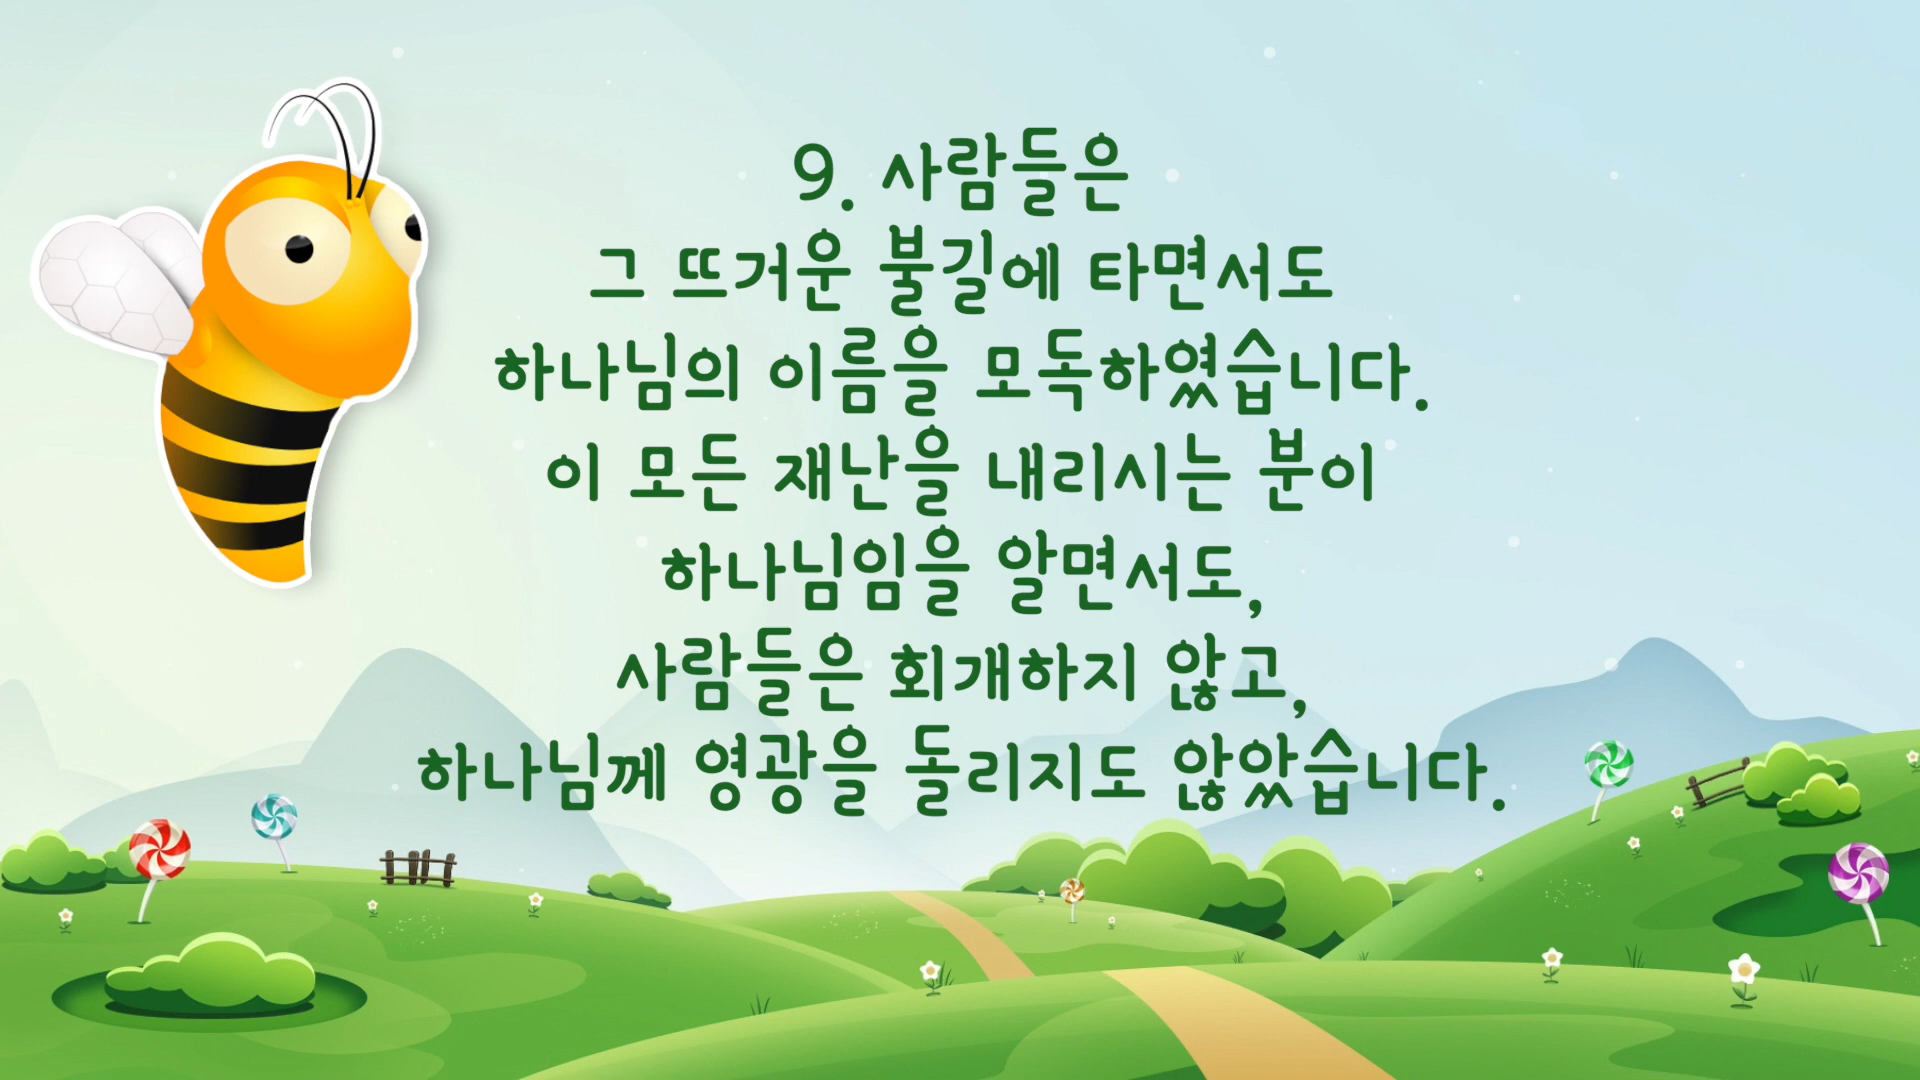 9. 사람들은
그 뜨거운 불길에 타면서도
하나님의 이름을 모독하였습니다.
이 모든 재난을 내리시는 분이
하나님임을 알면서도,
사람들은 회개하지 않고,
하나님께 영광을 돌리지도 않았습니다.